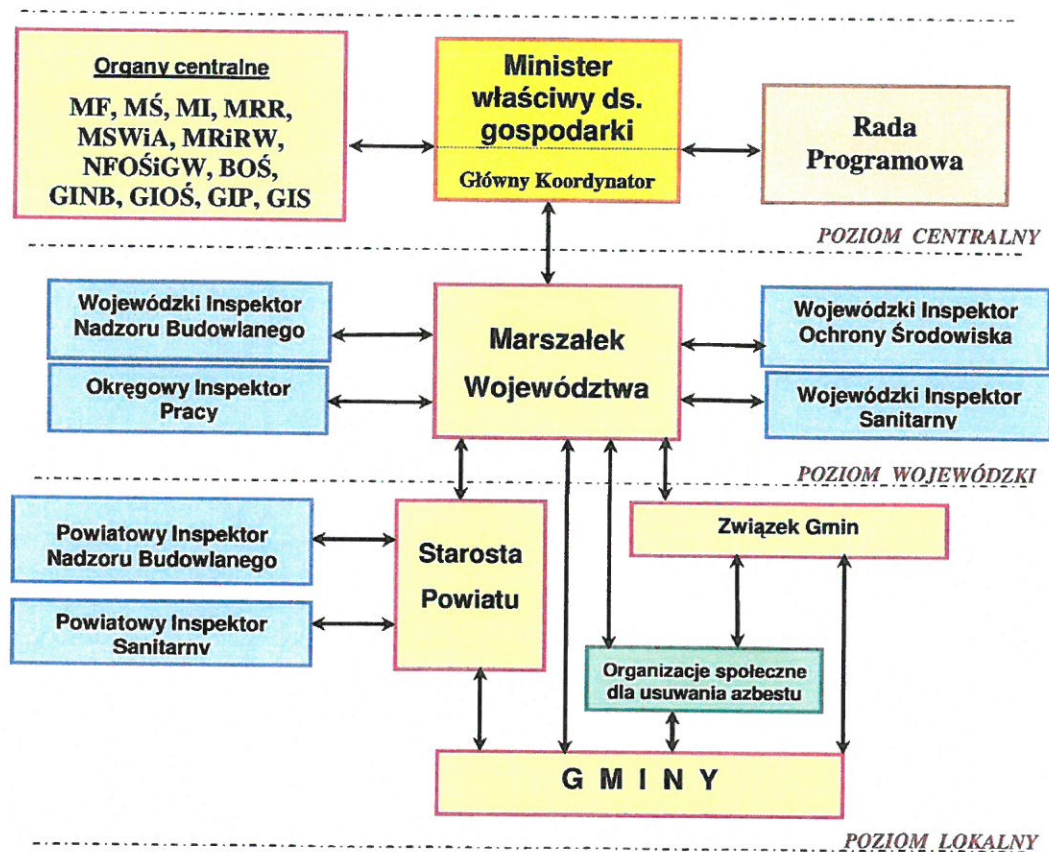 Organy centralne
MF, MŚ, MI, MRR,
MSWiA, MRiRW,
NFOŚiGW, BOŚ,
GINB, GIOŚ, GIP, GIS
Minister
właściwy ds.
gospodarki
Główny Koordynator
Rada
Programowa
POZIOM CENTRALNY
Wojewódzki Inspektor
Nadzoru Budowlanego
Okręgowy Inspektor
Pracy
Marszałek
Województwa
Wojewódzki Inspektor
Ochrony Środowiska
Wojewódzki Inspektor
Sanitarny
POZIOM WOJEWÓDZKI
Powiatowy Inspektor
Nadzoru Budowlanego
Powiatowy Inspektor
Sanitarny
Starosta
Powiatu
Związek Gmin
Organizacje społeczne
dla usuwania azbestu
G M I N Y
POZIOM LOKALNY